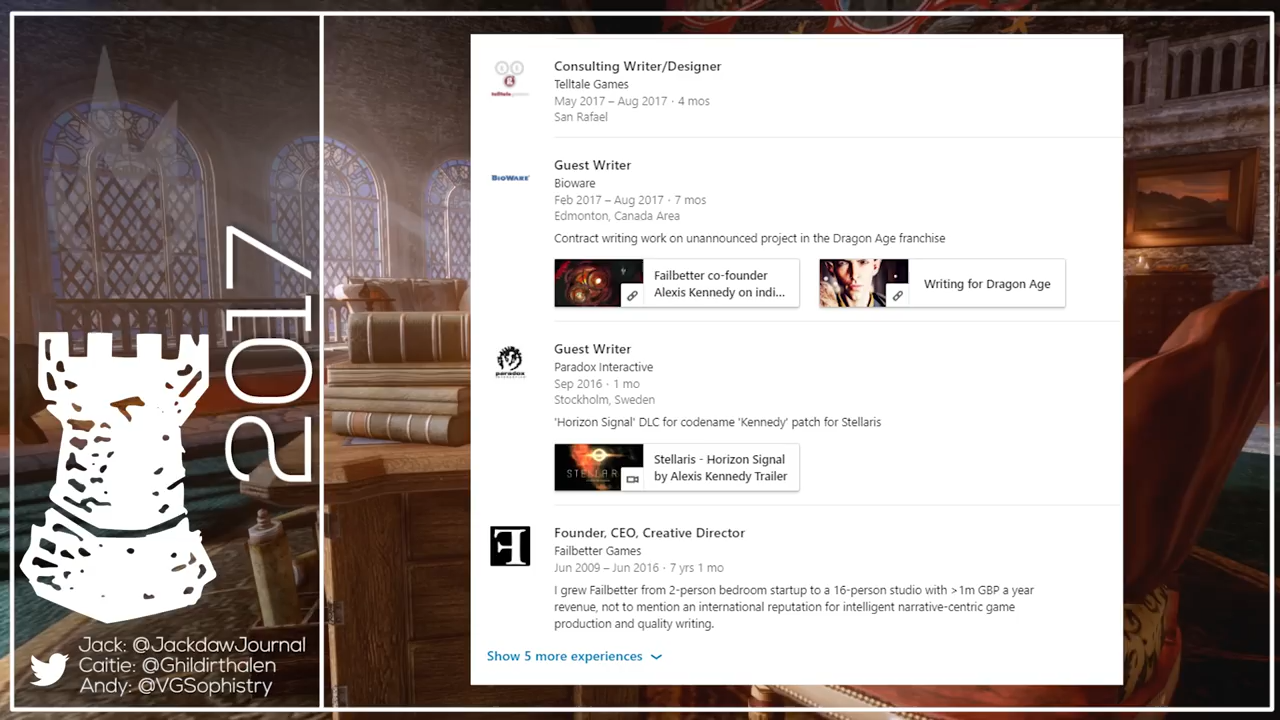 2017
Jack: @JackdawJournal
Caitie: @Ghildirthalen
Andy: @VGSophistry
Consulting Writer/Designer
Telltale Games
May 2017 – Aug 2017 · 4 mos
San Rafael
BIOWARE
Guest Writer
Bioware
Feb 2017 – Aug 2017 · 7 mos
Edmonton, Canada Area
Contract writing work on unannounced project in the Dragon Age franchise
Failbetter co-founder
Alexis Kennedy on indi...
Writing for Dragon Age
paradox
Guest Writer
Paradox Interactive
Sep 2016 · 1 mo
Stockholm, Sweden
'Horizon Signal' DLC for codename 'Kennedy' patch for Stellaris
STELLAR
Stellaris - Horizon Signal
by Alexis Kennedy Trailer
Founder, CEO, Creative Director
Failbetter Games
Jun 2009 – Jun 2016 · 7 yrs 1 mo
I grew Failbetter from 2-person bedroom startup to a 16-person studio with >1m GBP a year
revenue, not to mention an international reputation for intelligent narrative-centric game
production and quality writing.
Show 5 more experiences